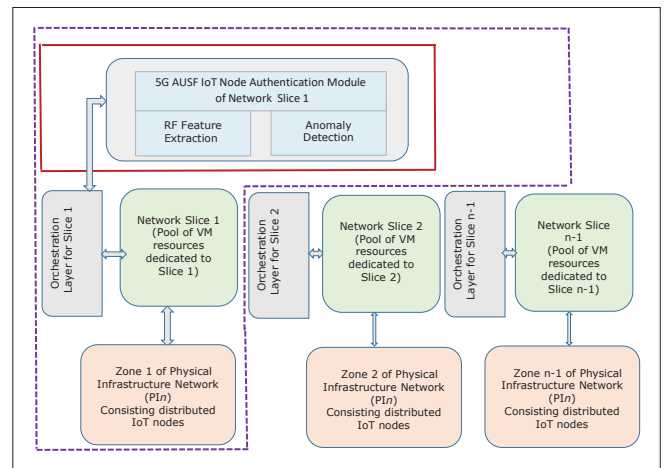 5G AUSF IoT Node Authentication Module
of Network Slice 1
RF Feature
Extraction
Anomaly
Detection
Orchestration
Layer for Slice 1
Network Slice 1
(Pool of VM
resources
dedicated to
Slice 1)
Orchestration
Layer for Slice 2
Network Slice 2
(Pool of VM
resources
dedicated to
Slice 2)
Orchestration
Layer for Slice n-1
Network Slice
n-1
(Pool of VM
resources
dedicated to
Slice n-1)
Zone 1 of Physical
Infrastructure Network
(PIn)
Consisting distributed
IoT nodes
Zone 2 of Physical
Infrastructure Network
(PIn)
Consisting distributed
IoT nodes
Zone n-1 of Physical
Infrastructure Network
(PIn)
Consisting distributed
IoT nodes